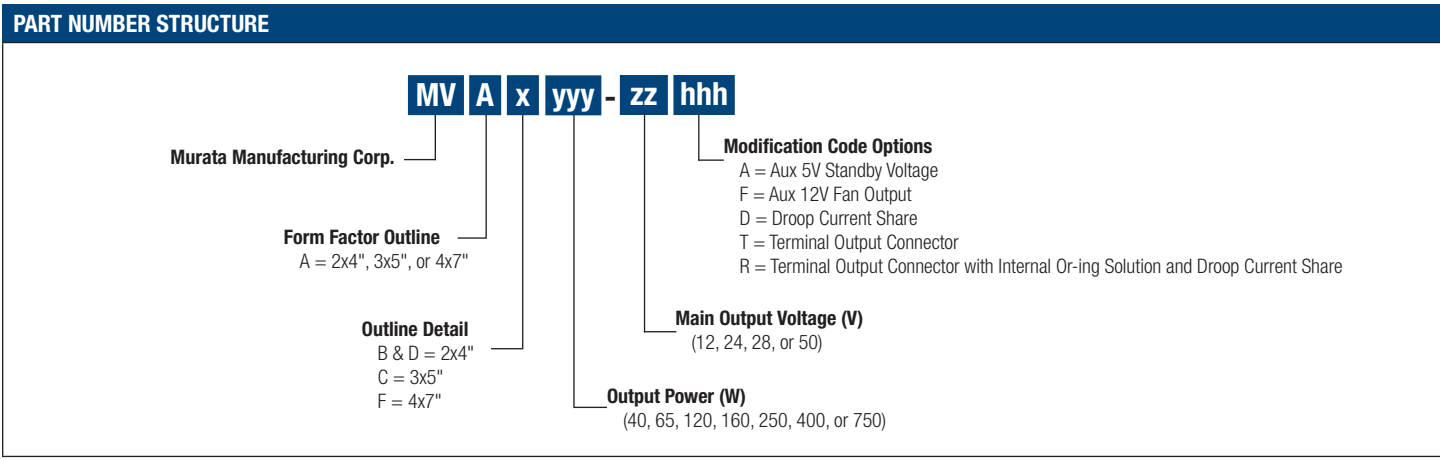 PART NUMBER STRUCTURE
MV A x yyy - zz hhh
Murata Manufacturing Corp.
Form Factor Outline
A = 2x4", 3x5", or 4x7"
Outline Detail
B & D = 2x4"
C = 3x5"
F = 4x7"
Output Power (W)
(40, 65, 120, 160, 250, 400, or 750)
Main Output Voltage (V)
(12, 24, 28, or 50)
Modification Code Options
A = Aux 5V Standby Voltage
F = Aux 12V Fan Output
D = Droop Current Share
T = Terminal Output Connector
R = Terminal Output Connector with Internal Or-ing Solution and Droop Current Share